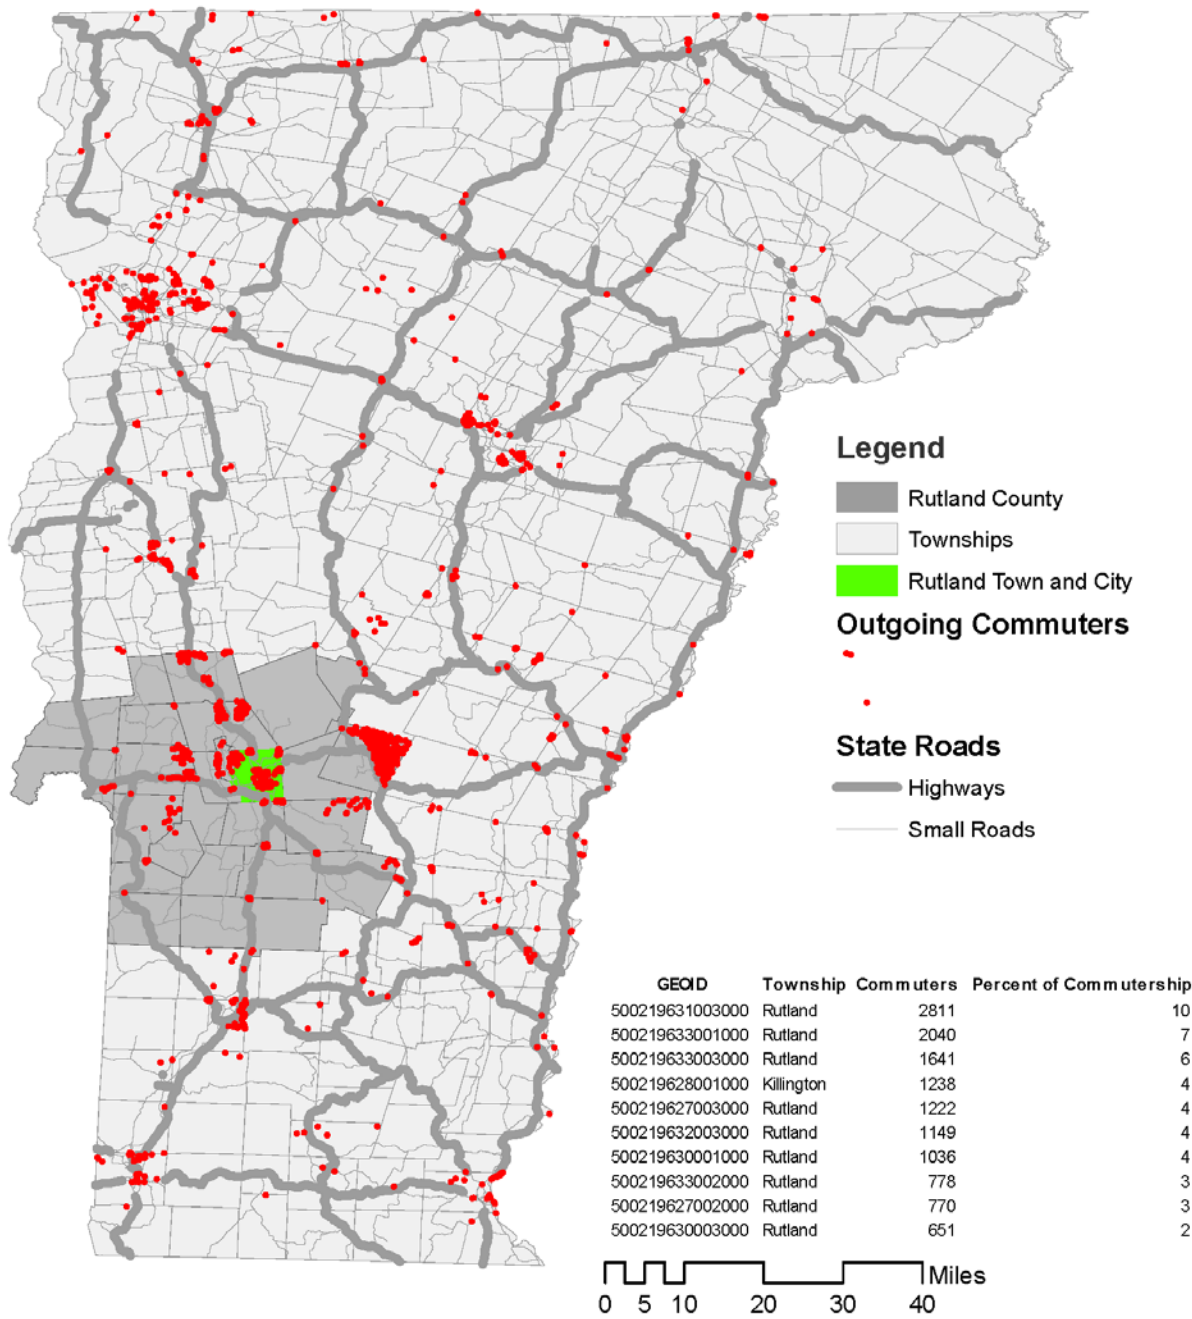 Legend
Rutland County
Townships
Rutland Town and City
Outgoing Commuters
State Roads
Highways
Small Roads
GEOID Township Commuters Percent of Commutership
500219631003000 Rutland 2811 10
500219633001000 Rutland 2040 7
500219633003000 Rutland 1641 6
500219628001000 Killington 1238 4
500219627003000 Rutland 1222 4
500219632003000 Rutland 1149 4
500219630001000 Rutland 1036 4
500219633002000 Rutland 778 3
500219627002000 Rutland 770 3
500219630003000 Rutland 651 2
Miles
0 5 10 20 30 40